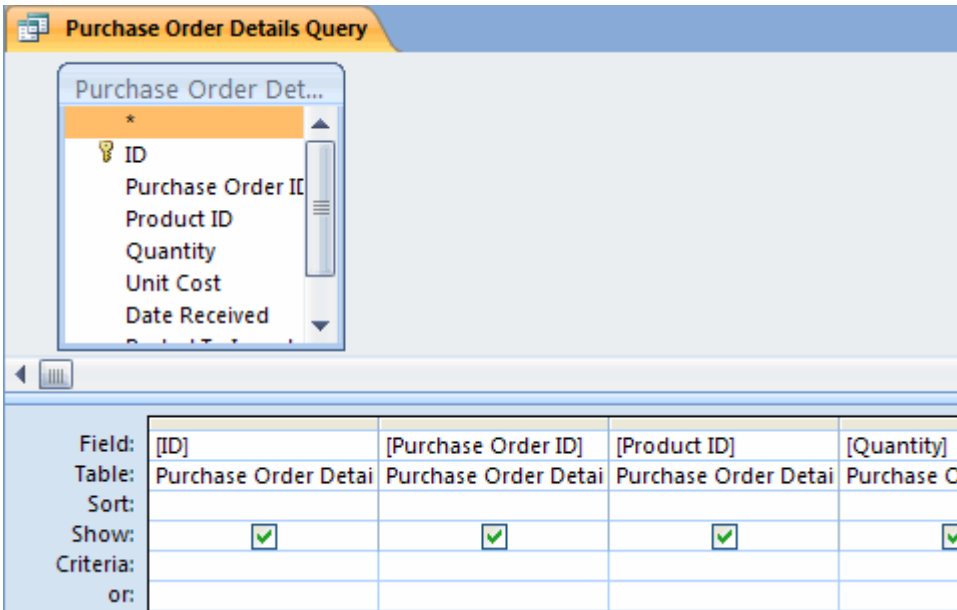 Purchase Order Details Query
Purchase Order Det...
*
ID
Purchase Order ID
Product ID
Quantity
Unit Cost
Date Received
Field: [ID] [Purchase Order ID] [Product ID] [Quantity]
Table: Purchase Order Detai Purchase Order Detai Purchase Order Detai Purchase O
Sort:
Show:
Criteria:
or: